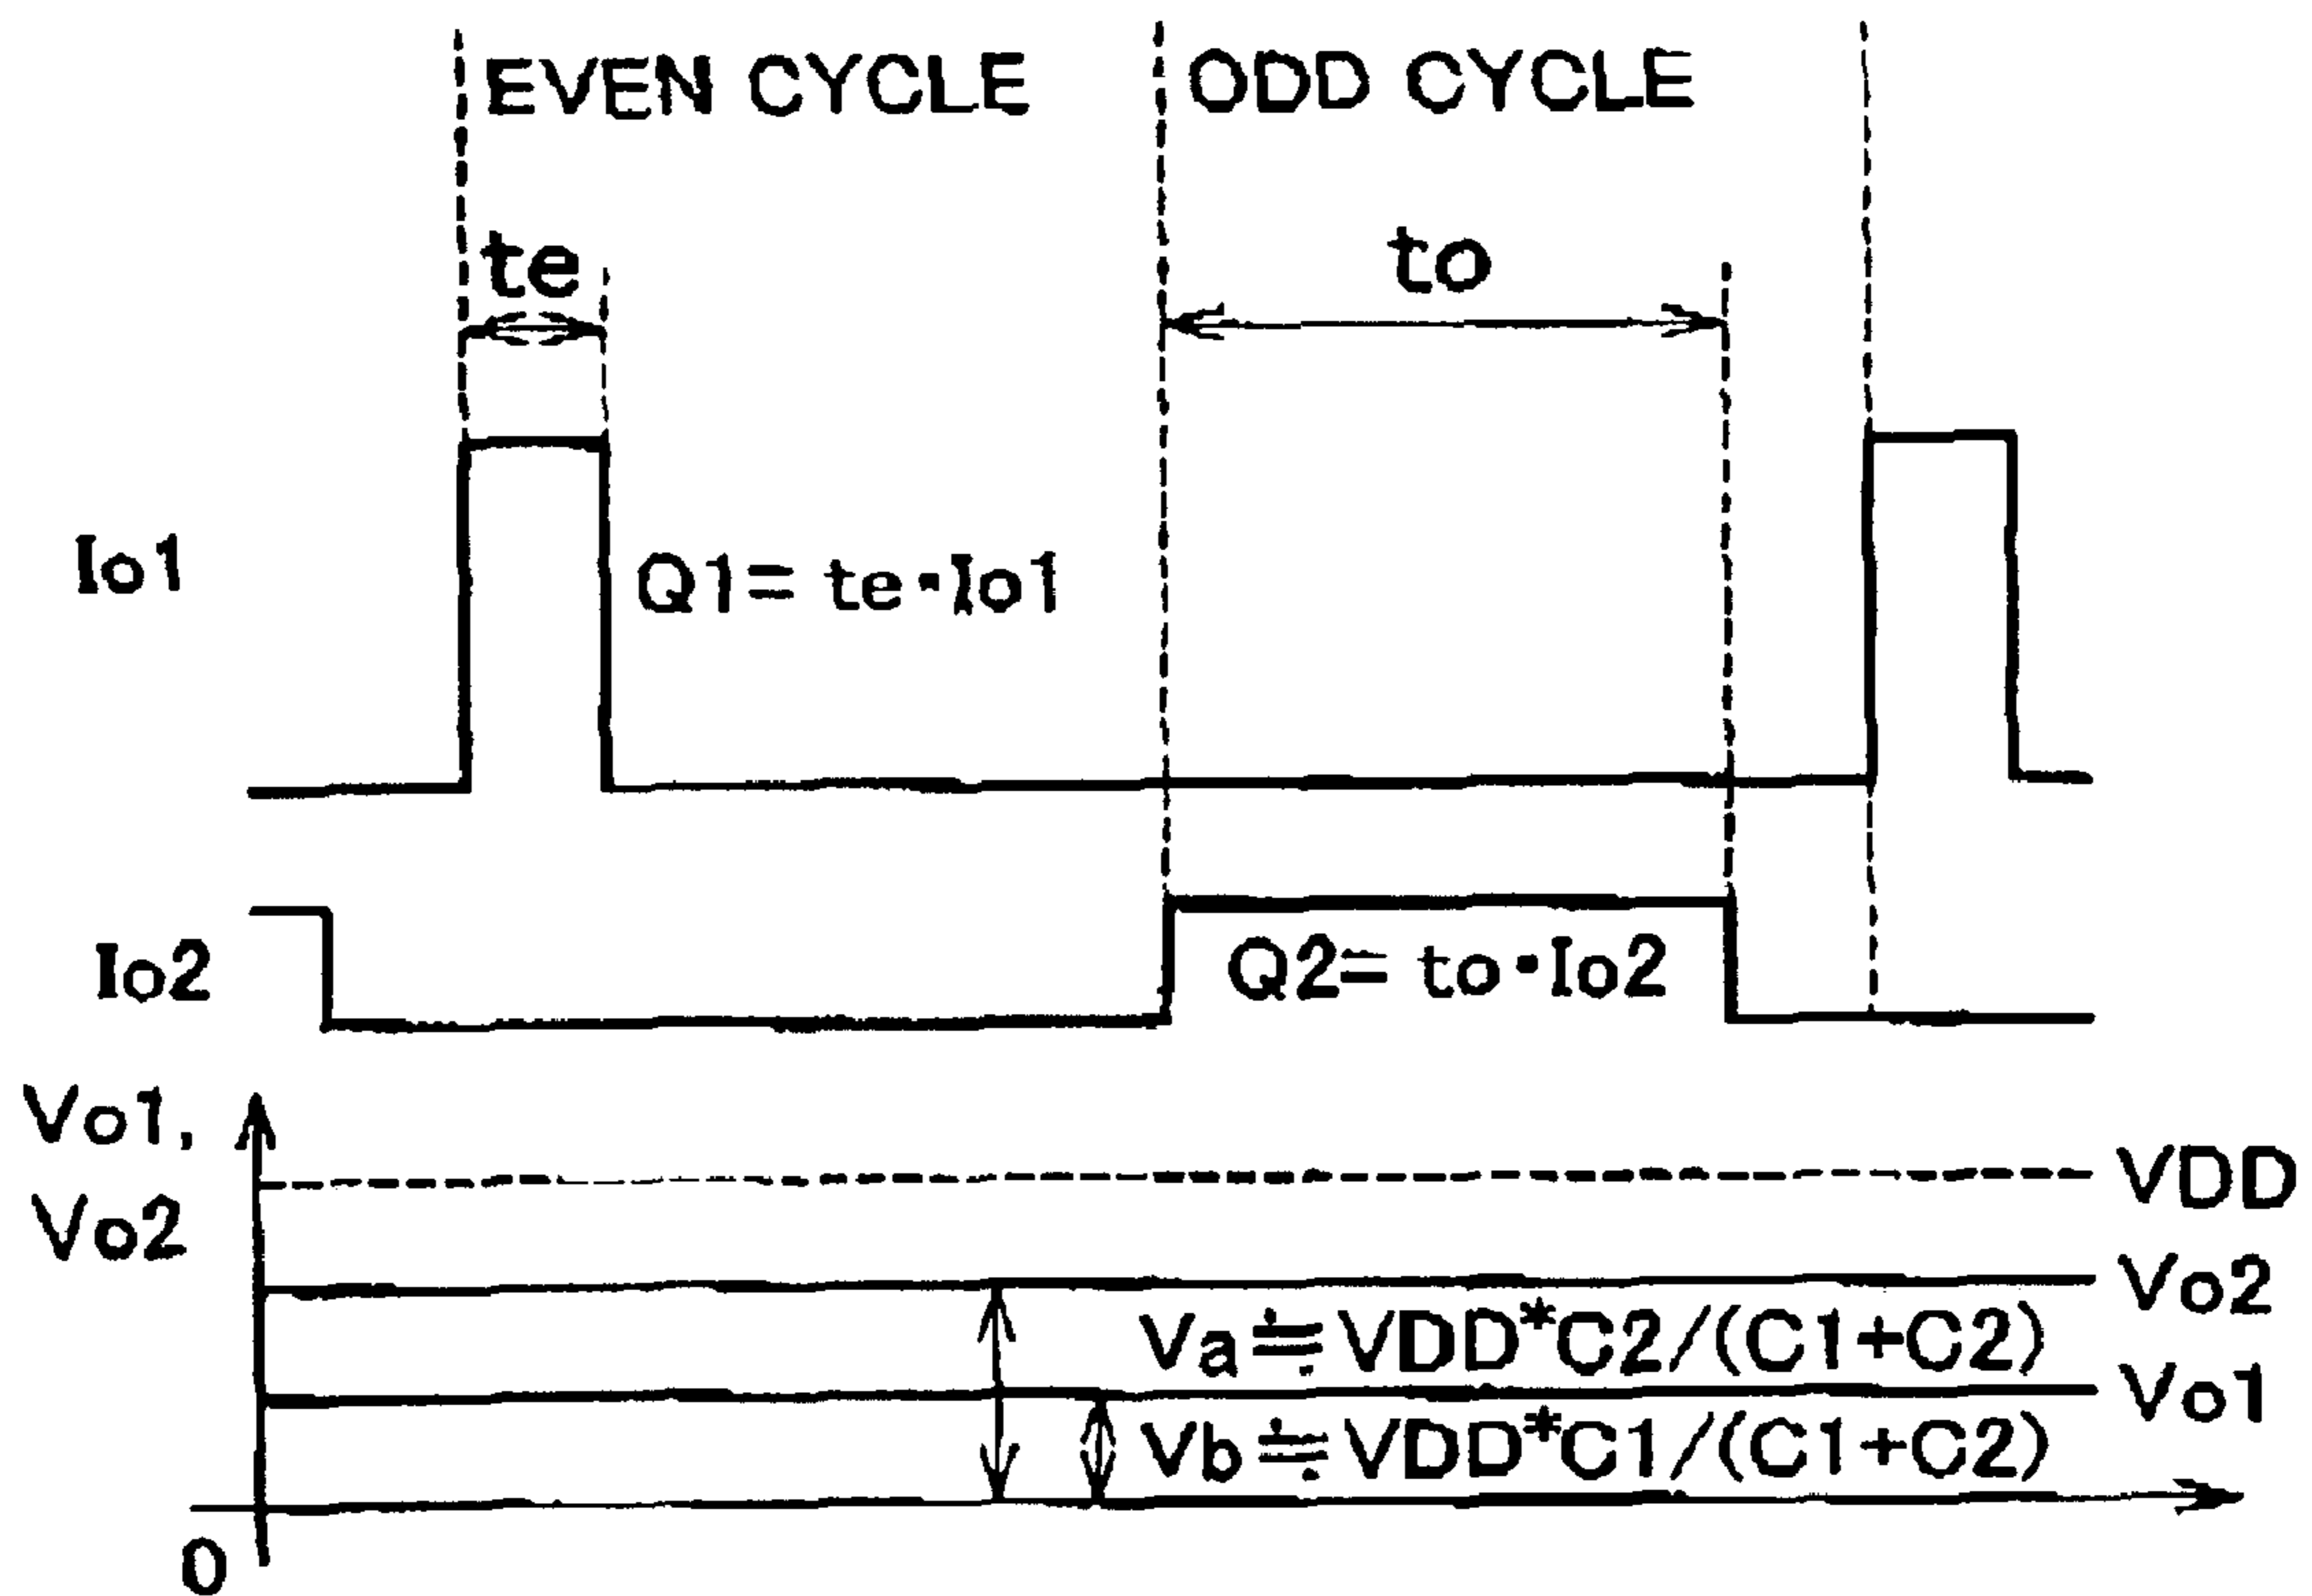 EVEN CYCLE
ODD CYCLE
te
to
Io1
Q1= te·Io1
Io2
Q2= to·Io2
Vo1,
Vo2
VDD
Vo2
Va≒VDD*C2/(C1+C2)
Vo1
Vb≒VDD*C1/(C1+C2)
0